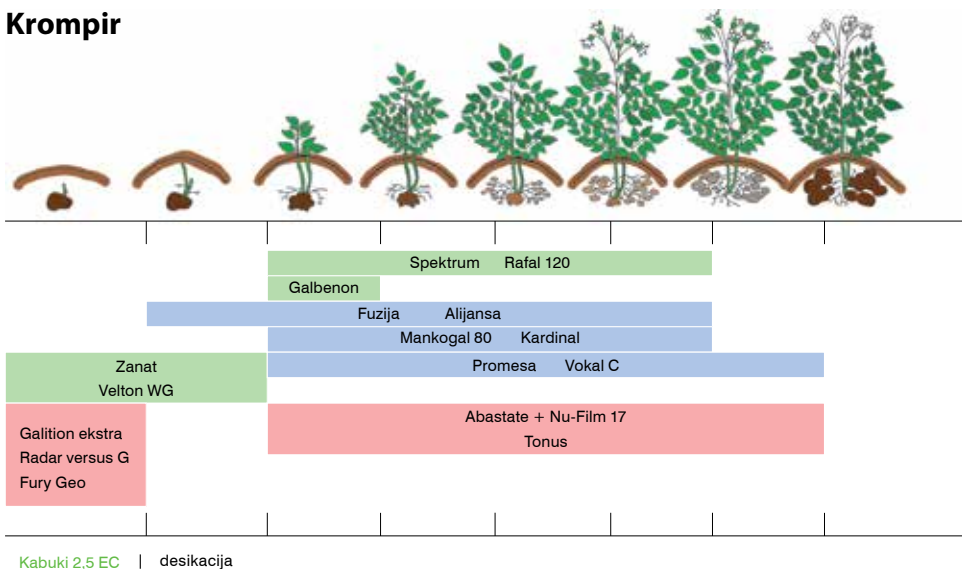 Krompir
Spektrum Rafal 120
Galbenon
Fuzija Alijansa
Mankogal 80 Kardinal
Zanat
Velton WG
Promesa Vokal C
Galition ekstra
Radar versus G
Fury Geo
Abastate + Nu-Film 17
Tonus
Kabuki 2,5 EC | desikacija